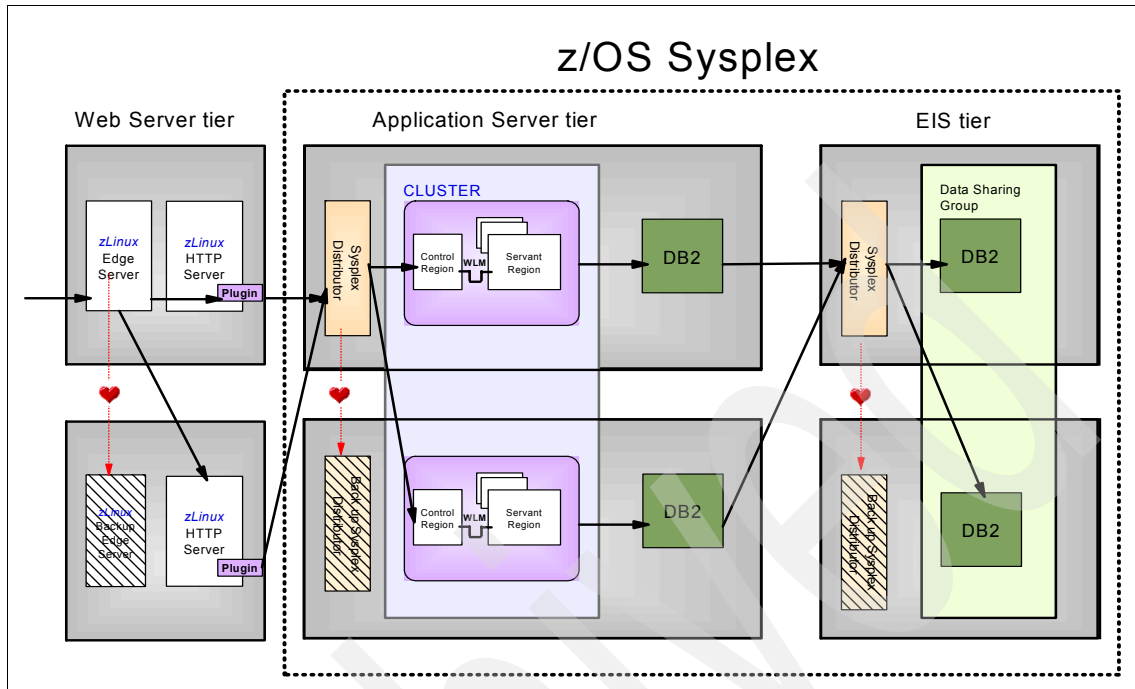 z/OS Sysplex
Web Server tier
Application Server tier
EIS tier
zLinux
Edge
Server
zLinux
HTTP
Server
Plugin
Sysplex
Distributor
CLUSTER
Control
Region
WLM
Servant
Region
DB2
Sysplex
Distributor
Data Sharing
Group
DB2
zLinux
Backup
Edge
Server
zLinux
HTTP
Server
Plugin
Back up Sysplex
Distributor
Control
Region
WLM
Servant
Region
DB2
Back up Sysplex
Distributor
DB2